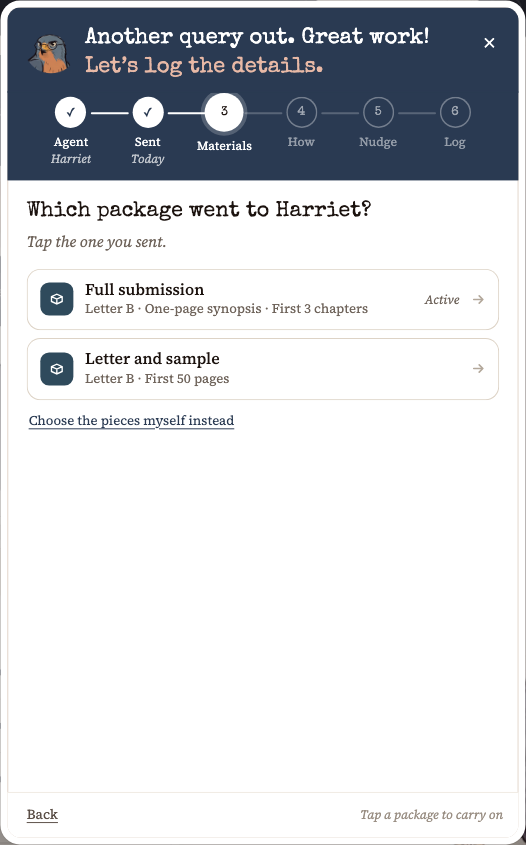 Another query out. Great work!
Let's log the details.
✕
✓
✓
3
4
5
6
Agent
Sent
Materials
How
Nudge
Log
Harriet
Today
Which package went to Harriet?
Tap the one you sent.
Full submission
Letter B · One-page synopsis · First 3 chapters
Active →
Letter and sample
Letter B · First 50 pages
→
Choose the pieces myself instead
Back
Tap a package to carry on